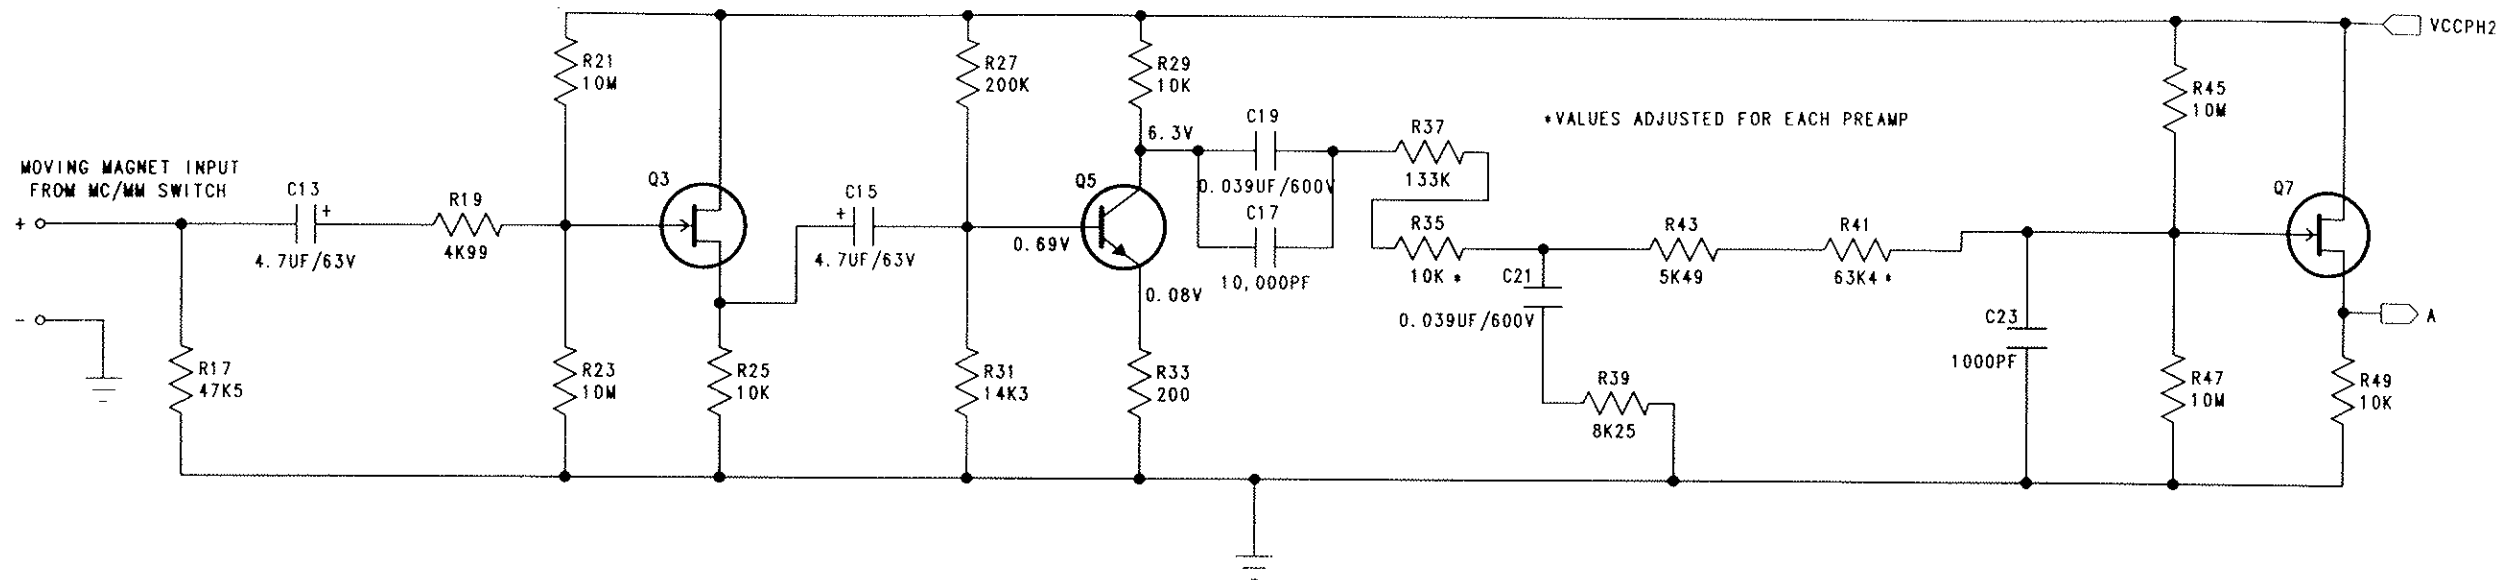 VCCPH2
R21
10M
R27
200K
R29
10K
R45
10M
*VALUES ADJUSTED FOR EACH PREAMP
C19
R37
6.3V
MOVING MAGNET INPUT
FROM MC/MM SWITCH
C13
R19
Q3
C15
Q5
0.039UF/600V
133K
Q7
+
+
+
C17
R35
R43
R41
4.7UF/63V
4K99
4.7UF/63V
0.69V
10,000PF
10K *
C21
5K49
63K4 *
0.08V
-
0.039UF/600V
C23
A
R17
47K5
R23
10M
R25
10K
R31
14K3
R33
200
R39
8K25
1000PF
R47
10M
R49
10K